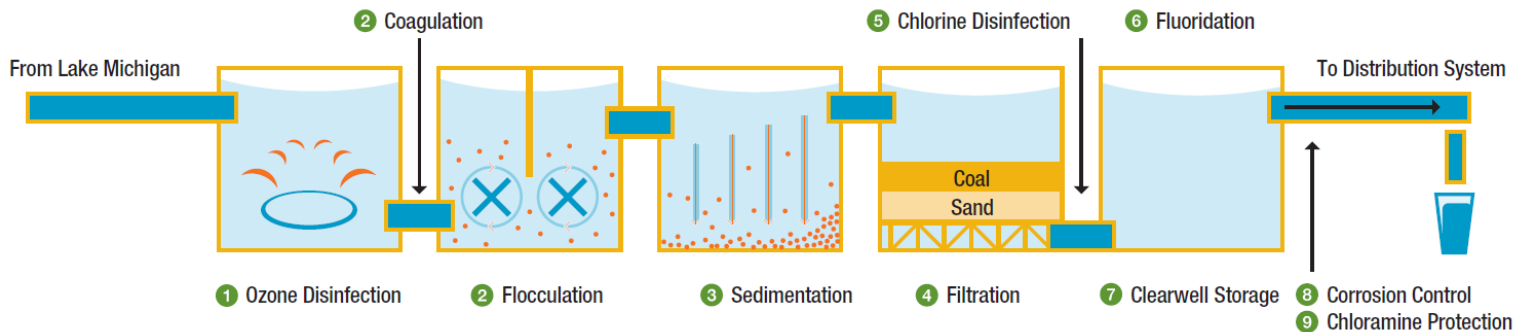 2 Coagulation
5 Chlorine Disinfection
6 Fluoridation
From Lake Michigan
To Distribution System
Coal
Sand
1 Ozone Disinfection
2 Flocculation
3 Sedimentation
4 Filtration
7 Clearwell Storage
8 Corrosion Control
9 Chloramine Protection